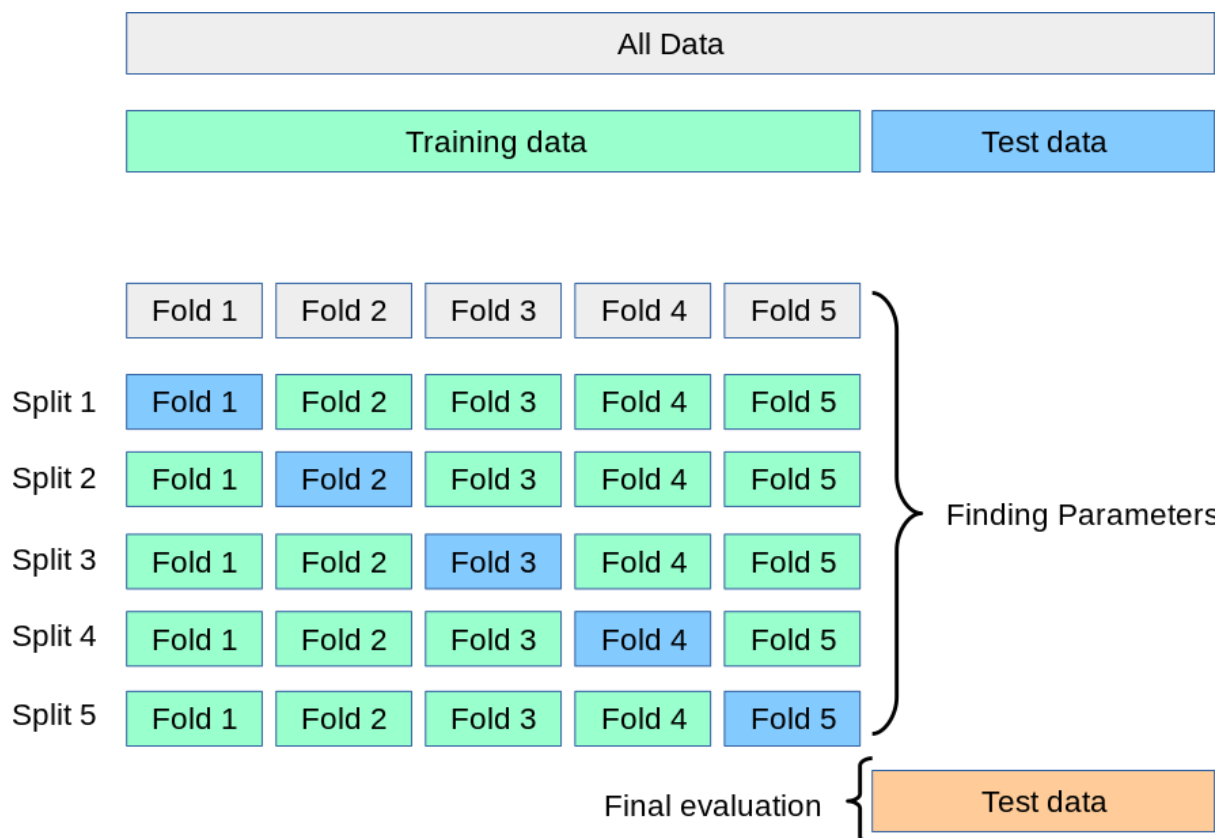 All Data
Training data Test data
Fold 1 Fold 2 Fold 3 Fold 4 Fold 5
Split 1 Fold 1 Fold 2 Fold 3 Fold 4 Fold 5
Split 2 Fold 1 Fold 2 Fold 3 Fold 4 Fold 5
Finding Parameters
Split 3 Fold 1 Fold 2 Fold 3 Fold 4 Fold 5
Split 4 Fold 1 Fold 2 Fold 3 Fold 4 Fold 5
Split 5 Fold 1 Fold 2 Fold 3 Fold 4 Fold 5
Final evaluation Test data